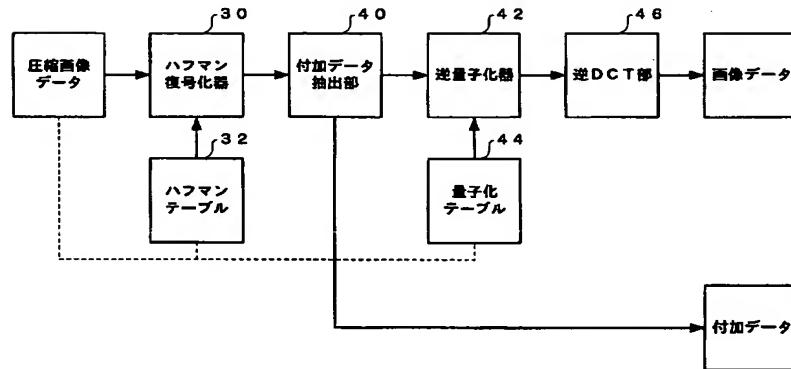 30
40
42
46
圧縮画像
データ
ハフマン
復号化器
付加データ
抽出部
逆量子化器
逆DCT部
画像データ
32
44
ハフマン
テーブル
量子化
テーブル
付加データ